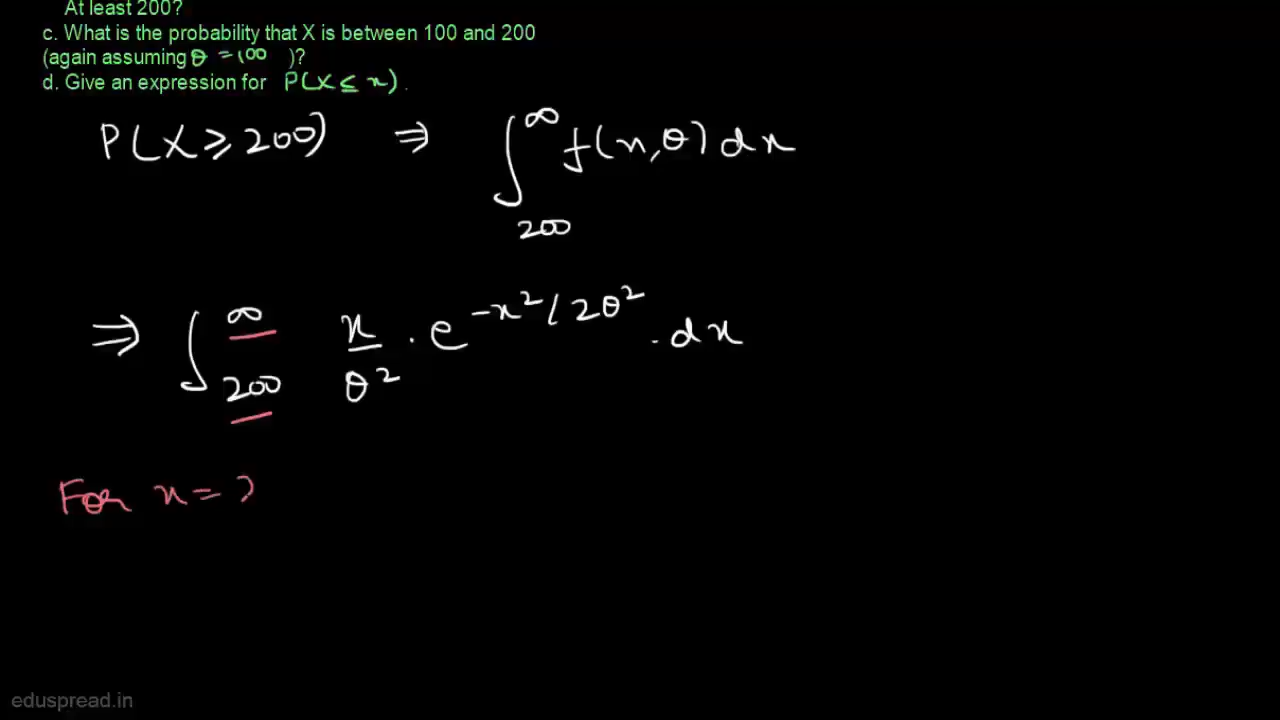 At least 200?
c. What is the probability that X is between 100 and 200
(again assuming θ = 100 )?
d. Give an expression for P(X ≤ x).
P(X ≥ 200) ⇒ ∫₂₀₀^∞ f(x,θ) dx
⇒ ∫₂₀₀^∞ x/θ² · e^(-x²/2θ²) · dx
For x =
eduspread.in